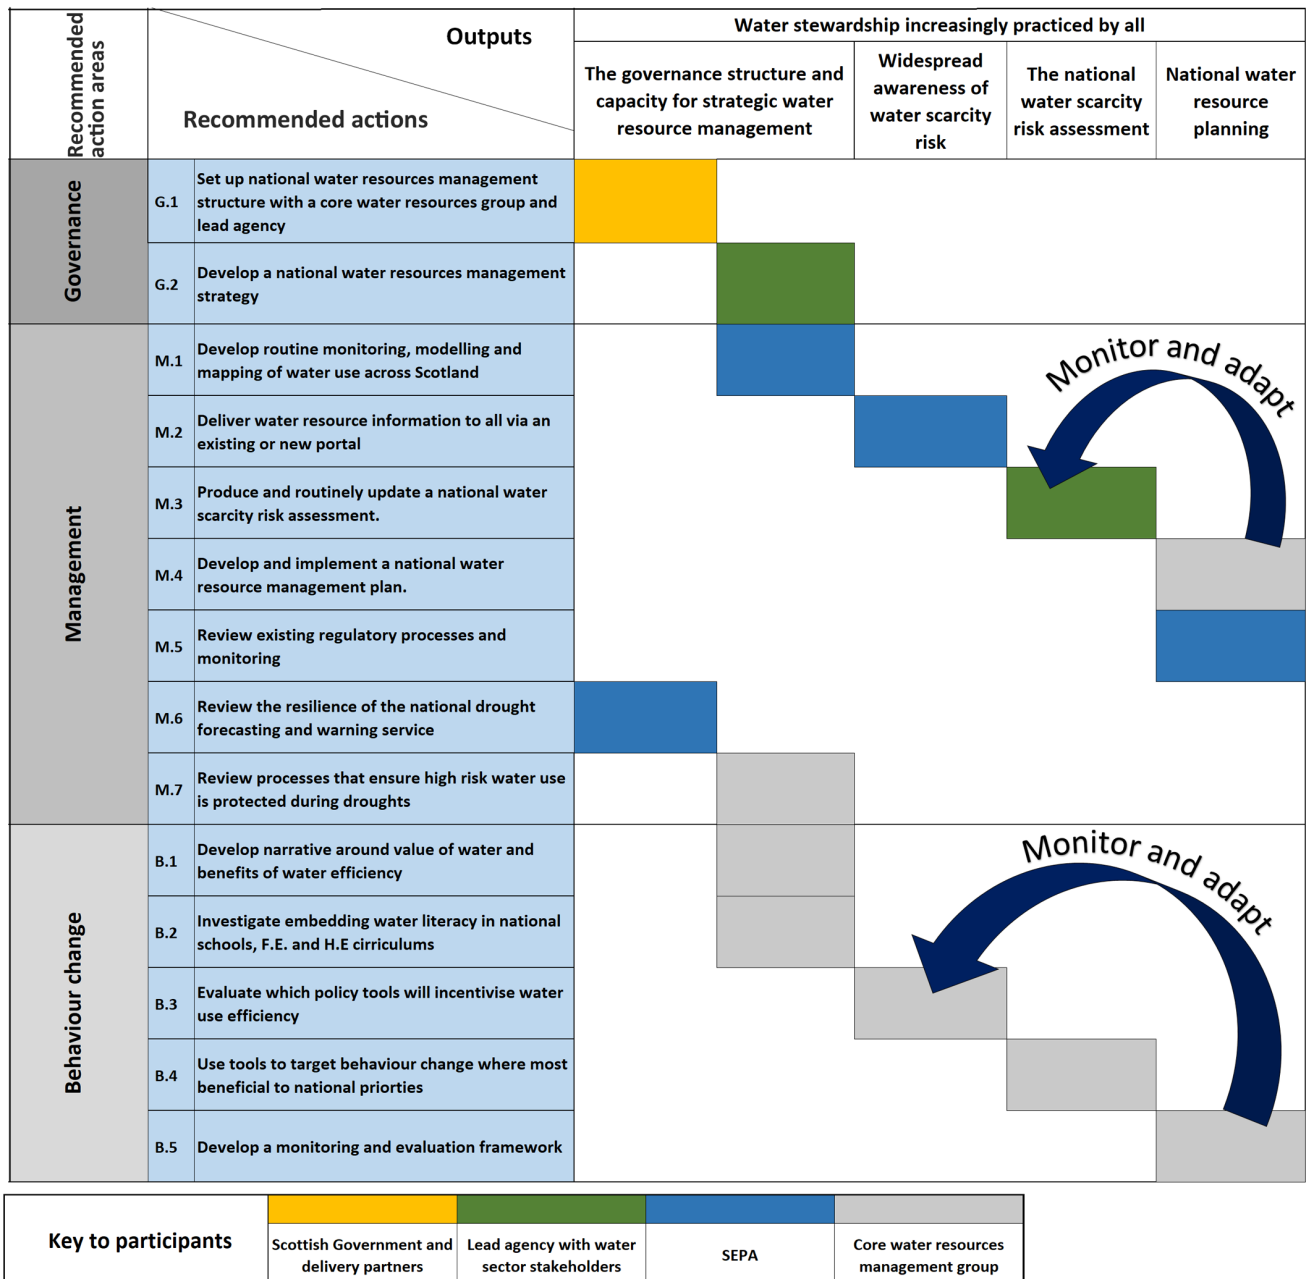 Recommended
action areas
Outputs
Recommended actions
Water stewardship increasingly practiced by all
The governance structure and
capacity for strategic water
resource management
Widespread
awareness of
water scarcity
risk
The national
water scarcity
risk assessment
National water
resource
planning
Governance
G.1
Set up national water resources management
structure with a core water resources group and
lead agency
G.2
Develop a national water resources management
strategy
Management
M.1
Develop routine monitoring, modelling and
mapping of water use across Scotland
M.2
Deliver water resource information to all via an
existing or new portal
M.3
Produce and routinely update a national water
scarcity risk assessment.
M.4
Develop and implement a national water
resource management plan.
M.5
Review existing regulatory processes and
monitoring
M.6
Review the resilience of the national drought
forecasting and warning service
M.7
Review processes that ensure high risk water use
is protected during droughts
Monitor and adapt
Behaviour change
B.1
Develop narrative around value of water and
benefits of water efficiency
B.2
Investigate embedding water literacy in national
schools, F.E. and H.E cirriculums
B.3
Evaluate which policy tools will incentivise water
use efficiency
B.4
Use tools to target behaviour change where most
beneficial to national priorties
B.5
Develop a monitoring and evaluation framework
Monitor and adapt
Key to participants
Scottish Government and
delivery partners
Lead agency with water
sector stakeholders
SEPA
Core water resources
management group